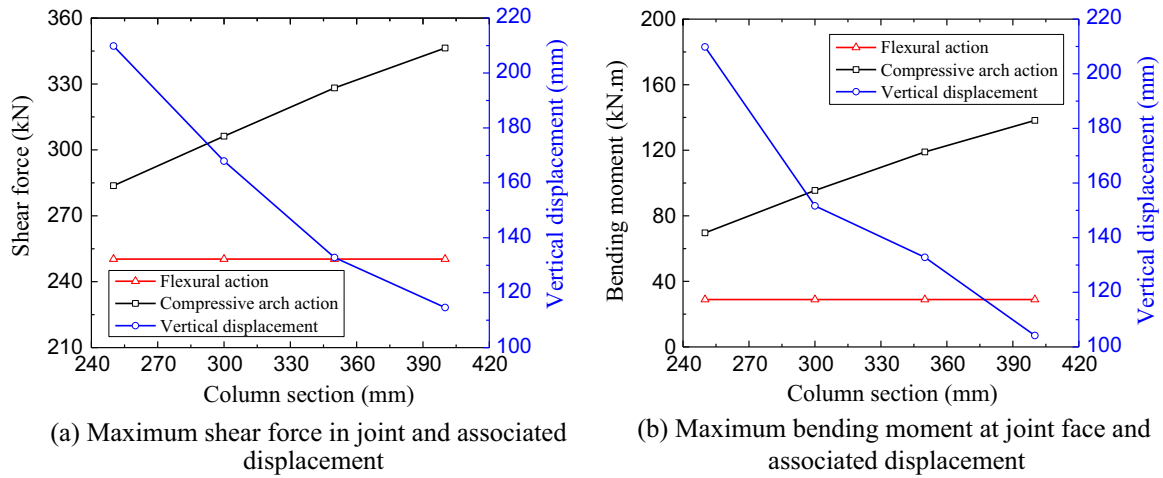 360
330
300
270
240
210
Shear force (kN)
220
200
180
160
140
120
100
Vertical displacement (mm)
Flexural action
Compressive arch action
Vertical displacement
240 270 300 330 360 390 420
Column section (mm)
(a) Maximum shear force in joint and associated
displacement
200
160
120
80
40
0
Bending moment (kN.m)
220
200
180
160
140
120
100
Vertical displacement (mm)
Flexural action
Compressive arch action
Vertical displacement
240 270 300 330 360 390 420
Column section (mm)
(b) Maximum bending moment at joint face and
associated displacement